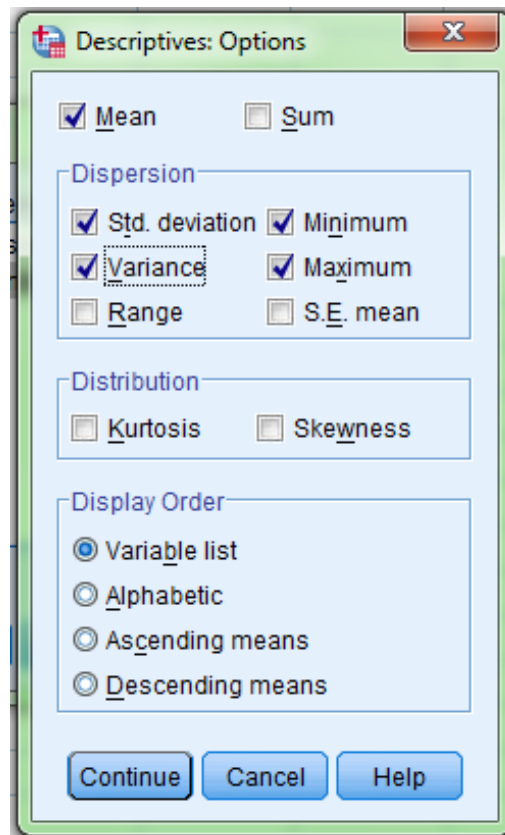 Descriptives: Options
Mean Sum
Dispersion
Std. deviation Minimum
Variance Maximum
Range S.E. mean
Distribution
Kurtosis Skewness
Display Order
Variable list
Alphabetic
Ascending means
Descending means
Continue Cancel Help